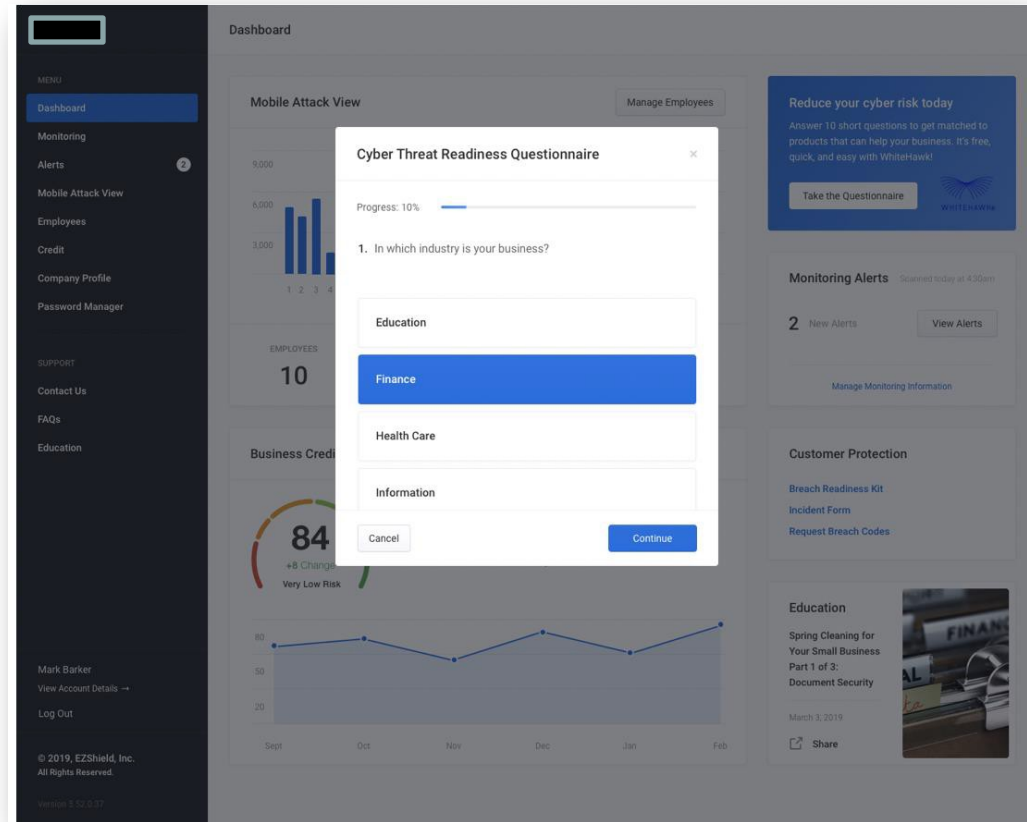 Dashboard
MENU
Dashboard
Monitoring
Alerts 2
Mobile Attack View
Employees
Credit
Company Profile
Password Manager
SUPPORT
Contact Us
FAQs
Education
Mark Barker
View Account Details →
Log Out
© 2019, EZShield, Inc.
All Rights Reserved.
Mobile Attack View
Manage Employees
9,000
6,000
3,000
1 2 3 4
EMPLOYEES
10
Cyber Threat Readiness Questionnaire ×
Progress: 10%
1. In which industry is your business?
Education
Finance
Health Care
Information
Cancel
Continue
Business Credi
84
+8 Change
Very Low Risk
80
50
20
Sept Oct Nov Dec Jan Feb
Reduce your cyber risk today
Answer 10 short questions to get matched to
products that can help your business. It's free,
quick, and easy with WhiteHawk!
Take the Questionnaire
WHITEHAWK
Monitoring Alerts Scanned today at 4:30am
2 New Alerts
View Alerts
Manage Monitoring Information
Customer Protection
Breach Readiness Kit
Incident Form
Request Breach Codes
Education
Spring Cleaning for
Your Small Business
Part 1 of 3:
Document Security
March 3, 2019
Share
FINANC
AL